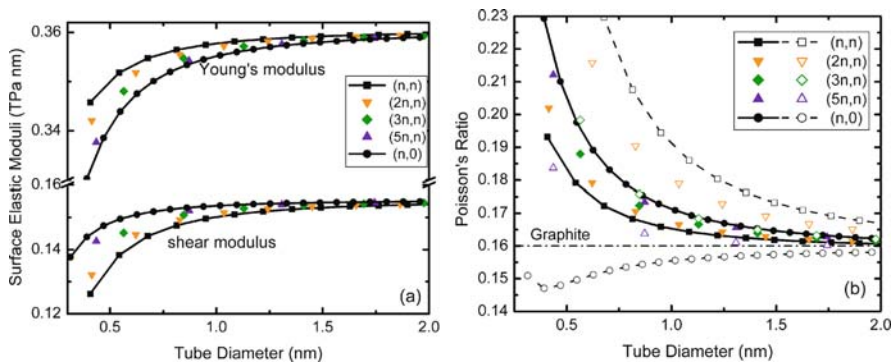 0.36
0.34
0.16
0.14
0.12
Surface Elastic Moduli (TPa nm)
Young's modulus
(n,n)
(2n,n)
(3n,n)
(5n,n)
(n,0)
shear modulus
(a)
0.5 1.0 1.5 2.0
Tube Diameter (nm)
0.23
0.22
0.21
0.20
0.19
0.18
0.17
0.16
0.15
0.14
Poisson's Ratio
(n,n)
(2n,n)
(3n,n)
(5n,n)
(n,0)
Graphite
(b)
0.5 1.0 1.5 2.0
Tube Diameter (nm)